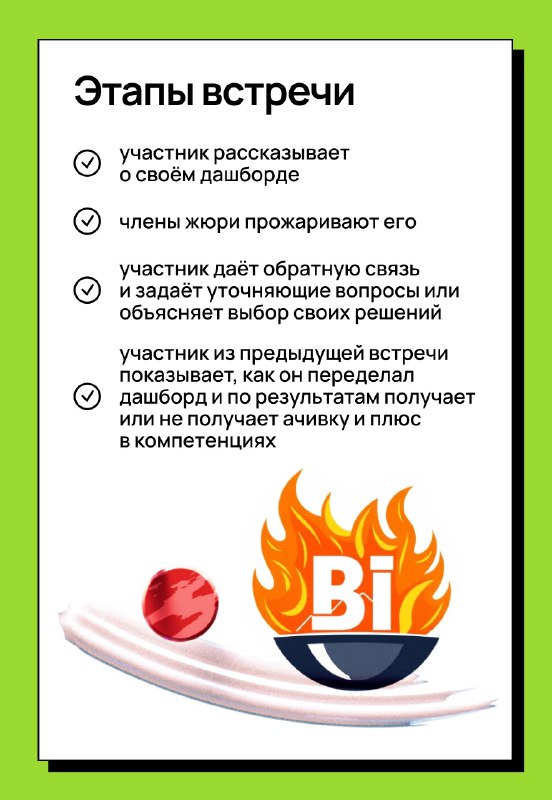 Этапы встречи
участник рассказывает
о своём дашборде
члены жюри прожаривают его
участник даёт обратную связь
и задаёт уточняющие вопросы или
объясняет выбор своих решений
участник из предыдущей встречи
показывает, как он переделал
дашборд и по результатам получает
или не получает ачивку и плюс
в компетенциях
Bi